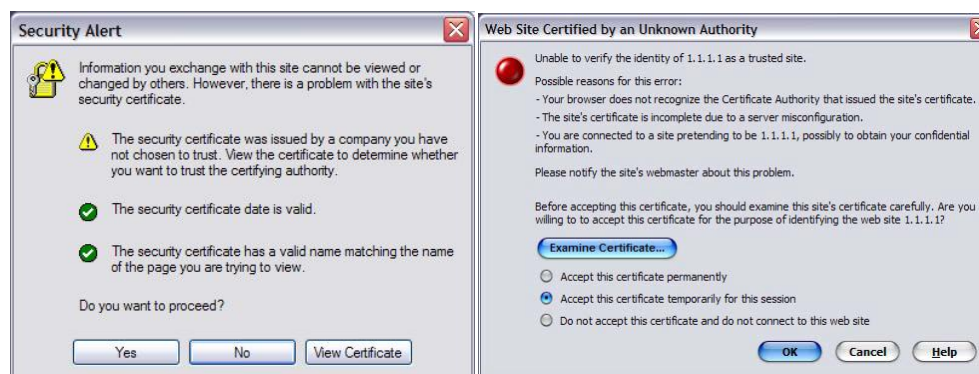 Security Alert
Information you exchange with this site cannot be viewed or
changed by others. However, there is a problem with the site's
security certificate.
The security certificate was issued by a company you have
not chosen to trust. View the certificate to determine whether
you want to trust the certifying authority.
The security certificate date is valid.
The security certificate has a valid name matching the name
of the page you are trying to view.
Do you want to proceed?
Yes No View Certificate
Web Site Certified by an Unknown Authority
Unable to verify the identity of 1.1.1.1 as a trusted site.
Possible reasons for this error:
- Your browser does not recognize the Certificate Authority that issued the site's certificate.
- The site's certificate is incomplete due to a server misconfiguration.
- You are connected to a site pretending to be 1.1.1.1, possibly to obtain your confidential
information.
Please notify the site's webmaster about this problem.
Before accepting this certificate, you should examine this site's certificate carefully. Are you
willing to to accept this certificate for the purpose of identifying the web site 1.1.1.1?
Examine Certificate...
Accept this certificate permanently
Accept this certificate temporarily for this session
Do not accept this certificate and do not connect to this web site
OK Cancel Help